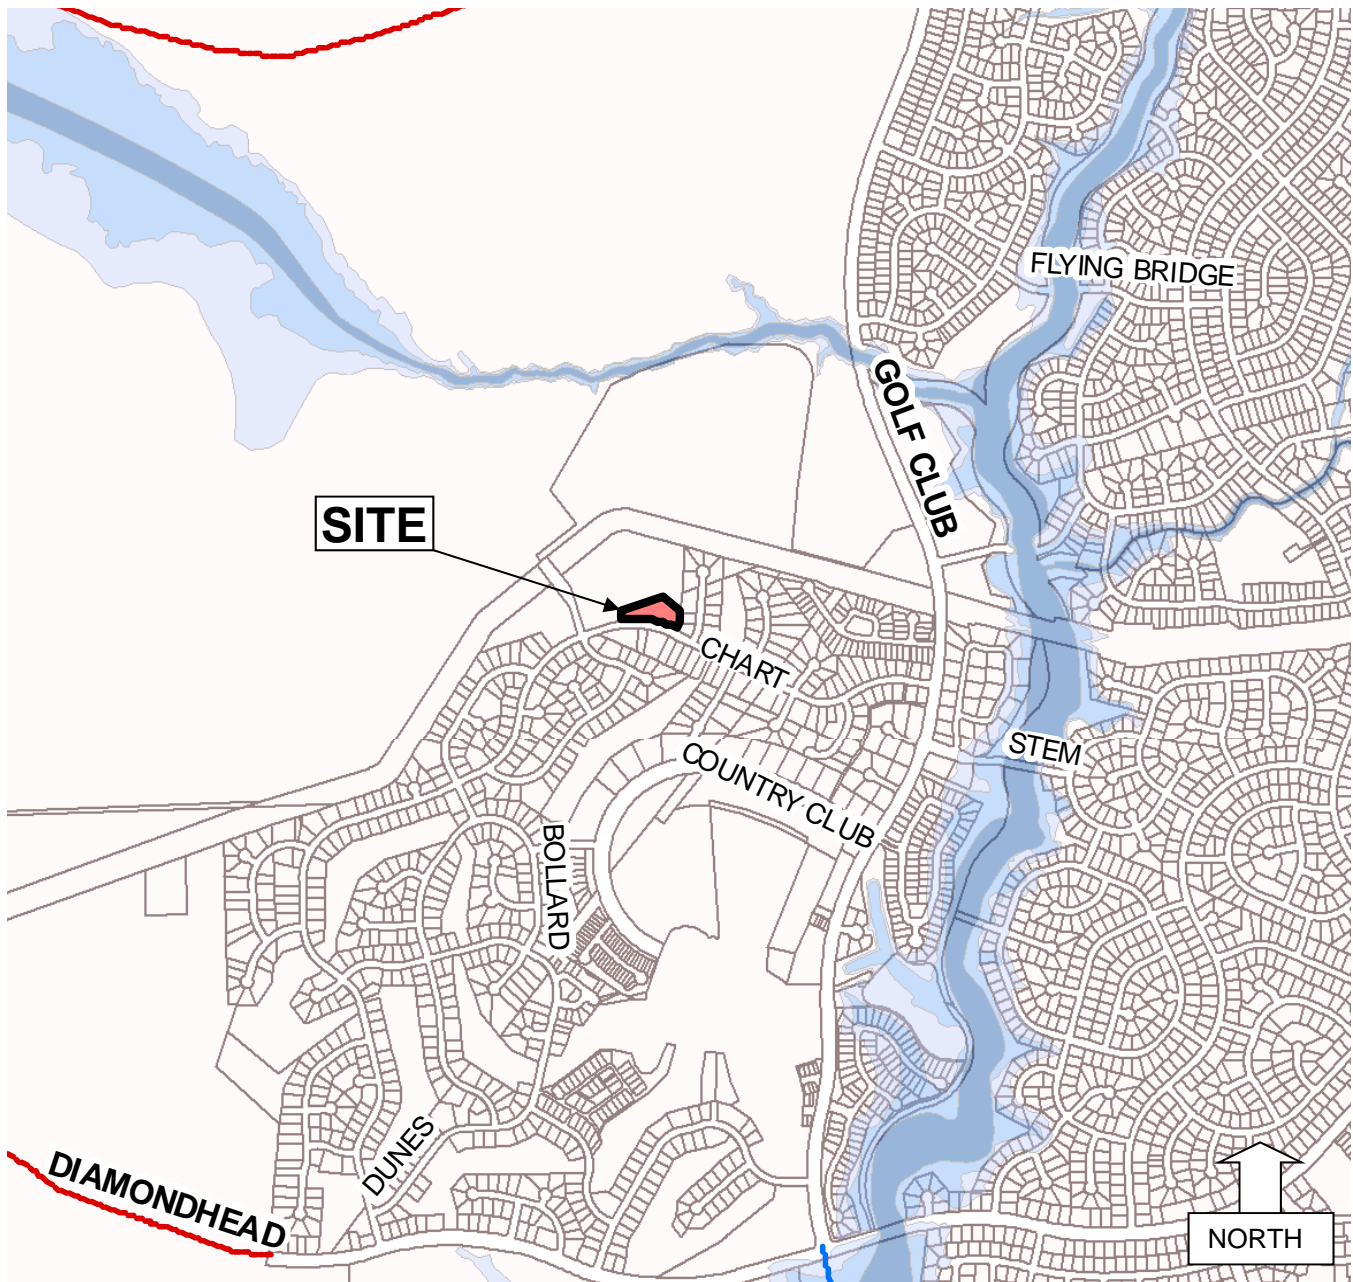 FLYING BRIDGE
GOLF CLUB
SITE
CHART
STEM
COUNTRY CLUB
BOLLARD
DUNES
DIAMONDHEAD
NORTH